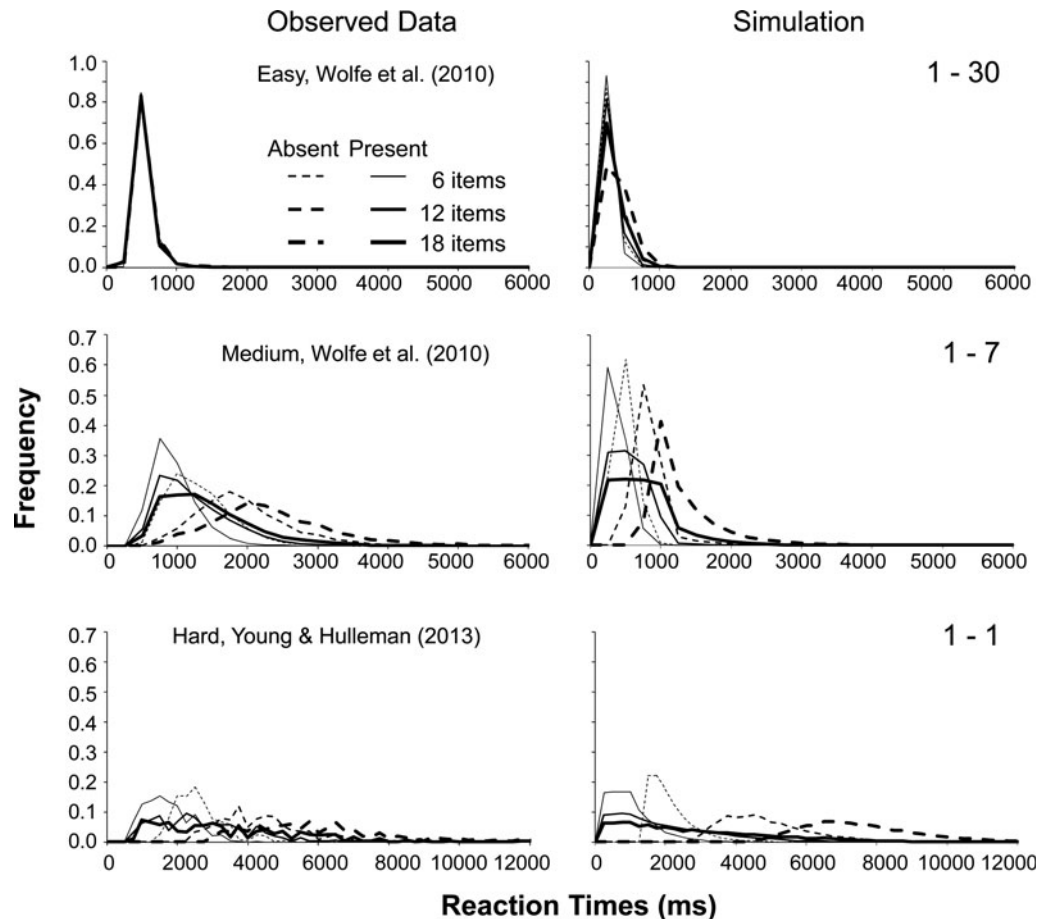 Observed Data
Simulation
Easy, Wolfe et al. (2010)
1 - 30
1.0
0.8
0.6
0.4
0.2
0.0
Absent Present
6 items
12 items
18 items
0 1000 2000 3000 4000 5000 6000
0 1000 2000 3000 4000 5000 6000
Medium, Wolfe et al. (2010)
1 - 7
0.7
0.6
0.5
0.4
0.3
0.2
0.1
0.0
0 1000 2000 3000 4000 5000 6000
0 1000 2000 3000 4000 5000 6000
Frequency
Hard, Young & Hulleman (2013)
1 - 1
0.7
0.6
0.5
0.4
0.3
0.2
0.1
0.0
0 2000 4000 6000 8000 10000 12000
0 2000 4000 6000 8000 10000 12000
Reaction Times (ms)